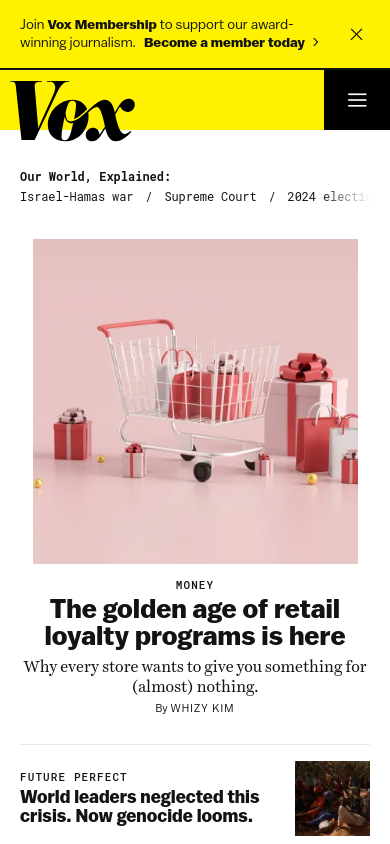 Join Vox Membership to support our award-
winning journalism. Become a member today
Vox
Our World, Explained:
Israel-Hamas war / Supreme Court / 2024 electi
MONEY
The golden age of retail
loyalty programs is here
Why every store wants to give you something for
(almost) nothing.
By WHIZY KIM
FUTURE PERFECT
World leaders neglected this
crisis. Now genocide looms.